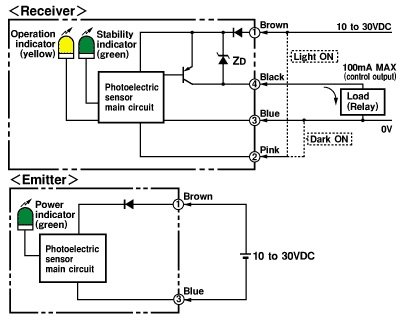 <Receiver>
Operation indicator (yellow)
Stability indicator (green)
Photoelectric sensor main circuit
ZD
1
Brown
10 to 30VDC
Light ON
4
Black
100mA MAX
(control output)
Load
(Relay)
3
Blue
0V
Dark ON
2
Pink
<Emitter>
Power indicator (green)
Photoelectric sensor main circuit
1
Brown
10 to 30VDC
3
Blue